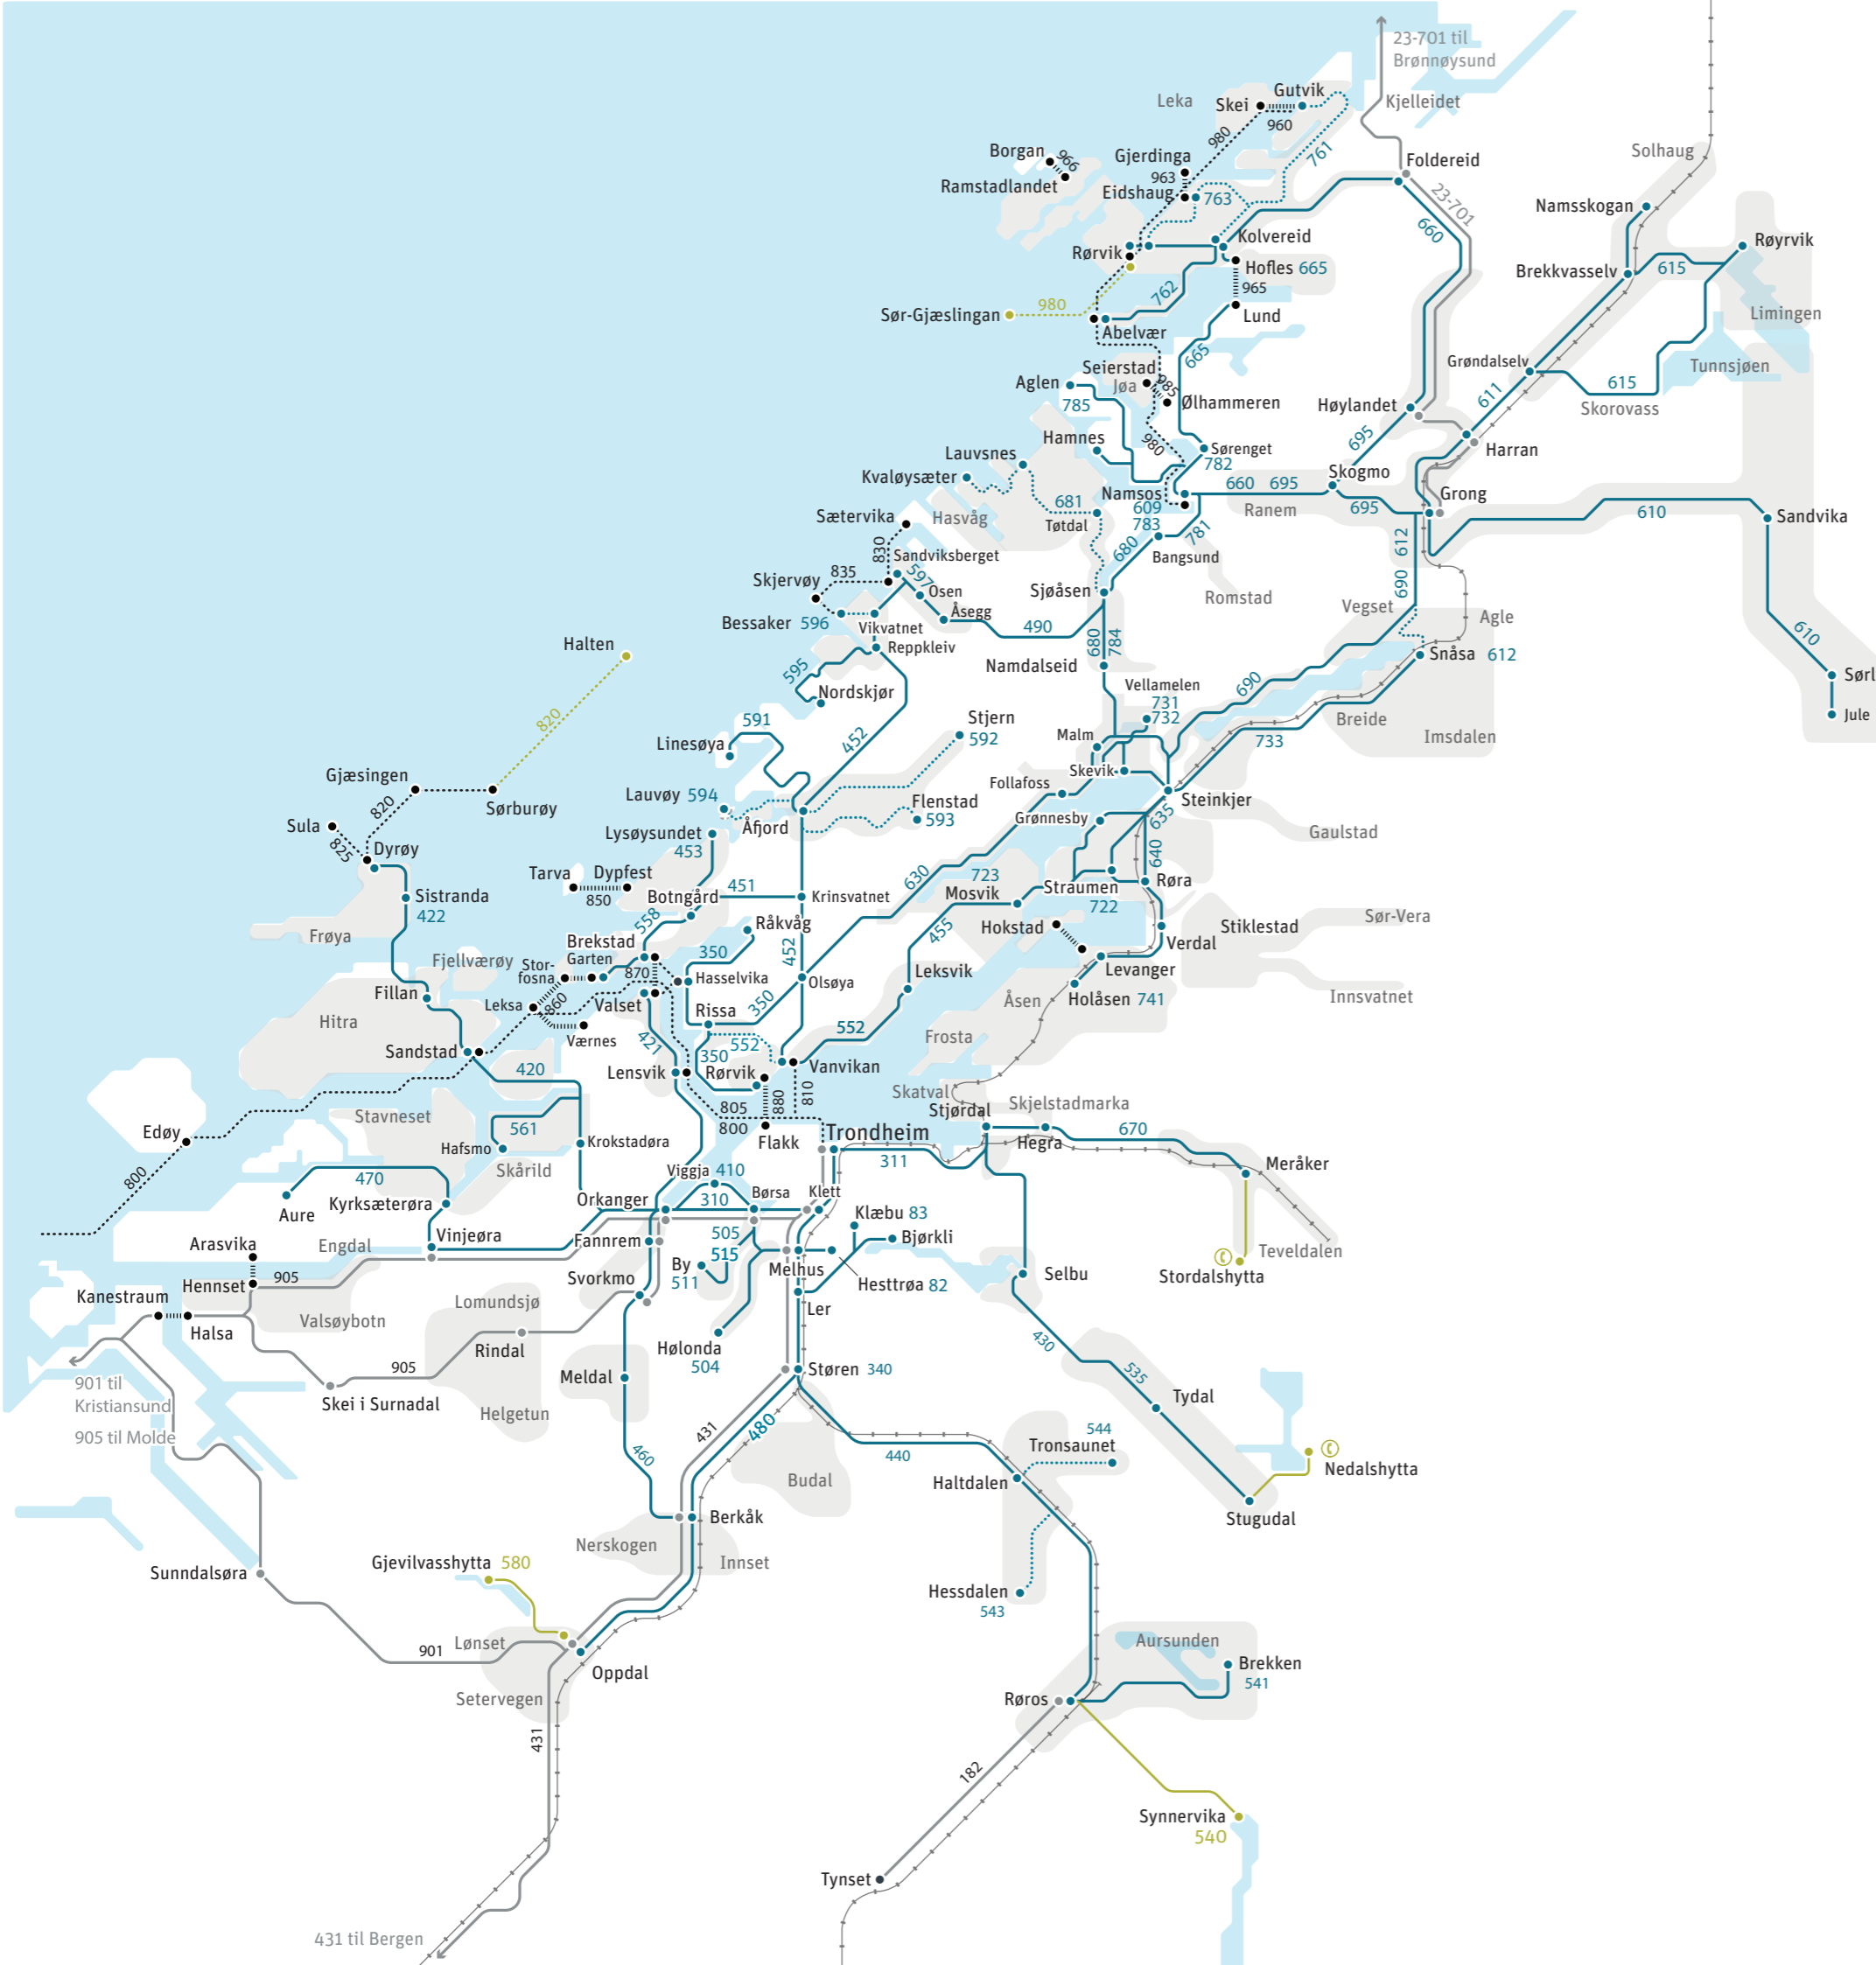 23-701 til
Brønnøysund
Kjelleidet
Leka
Skei
Gutvik
960
980
761
Borgan
966
Ramstadlandet
Gjerdinga
963
Eidshaug
763
Foldereid
23-701
660
Solhaug
Namsskogan
Røyrvik
Brekkvasselv
615
Limingen
Rørvik
Kolvereid
Hofles 665
965
Lund
762
Sør-Gjæslingan
980
Abelvær
665
Seierstad
Jøa
985
Ølhammeren
Aglen
785
Grøndalselv
615
Tunnsjøen
Skorovass
611
Høylandet
Harran
695
Hamnes
980
Sørenget
782
Lauvsnes
Kvaløysæter
Skogmo
Namsos
609
783
660 695
Ranem
695
Grong
610
Sandvika
681
Tøtdal
Hasvåg
Sætervika
830
Sandviksberget
597
Osen
Åsegg
680
781
Bangsund
612
690
Skjervøy
835
Sjøåsen
Romstad
Vegset
Agle
Bessaker 596
Vikvatnet
Reppkleiv
490
680
784
Snåsa 612
610
Sørl
Jule
Halten
Namdalseid
595
Nordskjør
Vellamelen
731
732
690
Breide
Imsdalen
733
820
591
Linesøya
452
Stjern
592
Malm
Skevik
Gjæsingen
820
Sørburøy
Follafoss
Steinkjer
Lauvøy 594
Åfjord
Flenstad
593
Grønnesby
635
Gaulstad
Sula
825
Dyrøy
Lysøysundet
453
640
Tarva
Dypfest
850
Botngård
451
Krinsvatnet
630
723
Mosvik
Straumen
722
Røra
Sistranda
422
558
Råkvåg
Hokstad
Stiklestad
Sør-Vera
Verdal
Frøya
Brekstad
Garten
350
452
455
Fjellværøy
Stor-
fosna
870
Hasselvika
Olsøya
Leksvik
Levanger
Holåsen 741
Innsvatnet
Åsen
Fillan
Leksa
860
Valset
Rissa
350
Hitra
Værnes
421
552
552
Frosta
Sandstad
420
Lensvik
350
Rørvik
Vanvikan
Skatval
880
810
Stavneset
805
800
Flakk
Stjørdal
Skjelstadmarka
Edøy
561
Hafsmo
Krokstadøra
Trondheim
311
Hegra
670
Meråker
800
Skårild
470
Viggja 410
310
Børsa
Klett
Aure
Kyrksæterøra
Orkanger
Klæbu 83
Bjørkli
Teveldalen
Stordalshytta
Arasvika
Engdal
Vinjeøra
Fannrem
505
515
By
511
Melhus
Hesttrøa 82
Selbu
Hennset
905
Svorkmo
Ler
Kanestraum
Halsa
Valsøybotn
Lomundsjø
Rindal
Hølonda
504
430
905
Støren 340
901 til
Kristiansund
Skei i Surnadal
Meldal
535
Tydal
905 til Molde
Helgetun
431
480
544
Tronsaunet
Nedalshytta
460
440
Budal
Haltdalen
Stugudal
Berkåk
Nerskogen
Innset
Sunndalsøra
Gjevilvasshytta 580
Hessdalen
543
901
Lønset
Oppdal
Aursunden
Brekken
541
Setervegen
Røros
431
182
Synnervika
540
Tynset
431 til Bergen